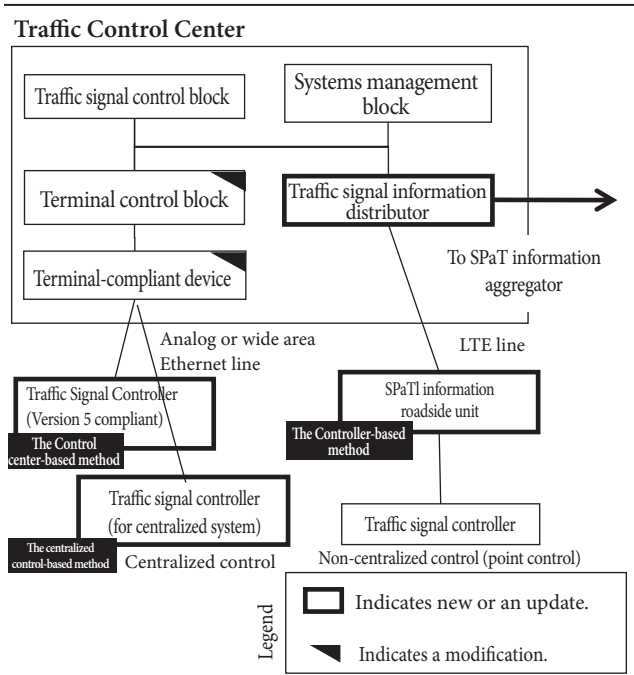 Traffic Control Center
Traffic signal control block
Systems management
block
Terminal control block
Traffic signal information
distributor
Terminal-compliant device
To SPaT information
aggregator
Analog or wide area
Ethernet line
LTE line
Traffic Signal Controller
(Version 5 compliant)
The Control
center-based method
SPaTl information
roadside unit
The Controller-based
method
Traffic signal controller
(for centralized system)
The centralized
control-based method
Centralized control
Traffic signal controller
Non-centralized control (point control)
Legend
Indicates new or an update.
Indicates a modification.